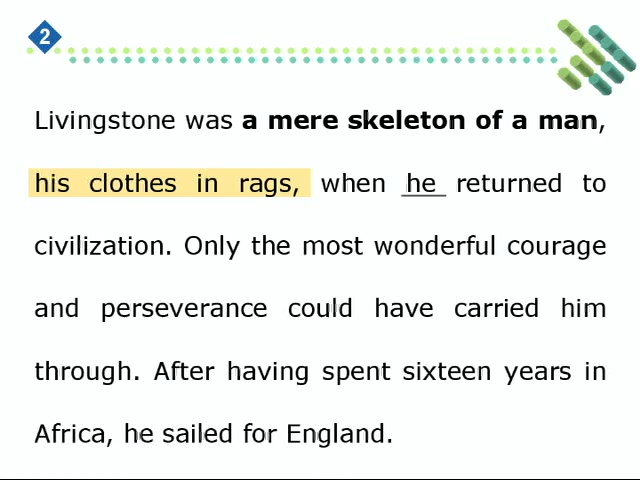 2
Livingstone was a mere skeleton of a man,
his clothes in rags, when he returned to
civilization. Only the most wonderful courage
and perseverance could have carried him
through. After having spent sixteen years in
Africa, he sailed for England.